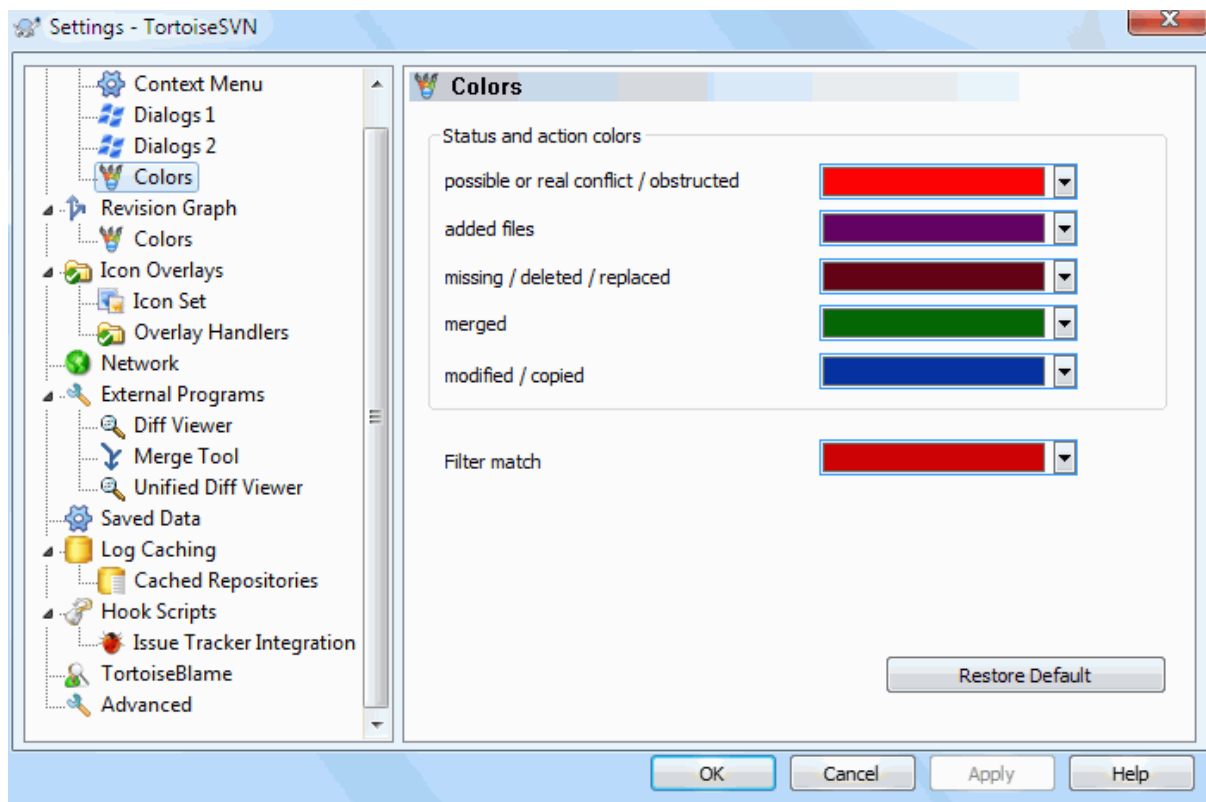 Settings - TortoiseSVN
Context Menu
Dialogs 1
Dialogs 2
Colors
Revision Graph
Colors
Icon Overlays
Icon Set
Overlay Handlers
Network
External Programs
Diff Viewer
Merge Tool
Unified Diff Viewer
Saved Data
Log Caching
Cached Repositories
Hook Scripts
Issue Tracker Integration
TortoiseBlame
Advanced
Colors
Status and action colors
possible or real conflict / obstructed
added files
missing / deleted / replaced
merged
modified / copied
Filter match
Restore Default
OK
Cancel
Apply
Help